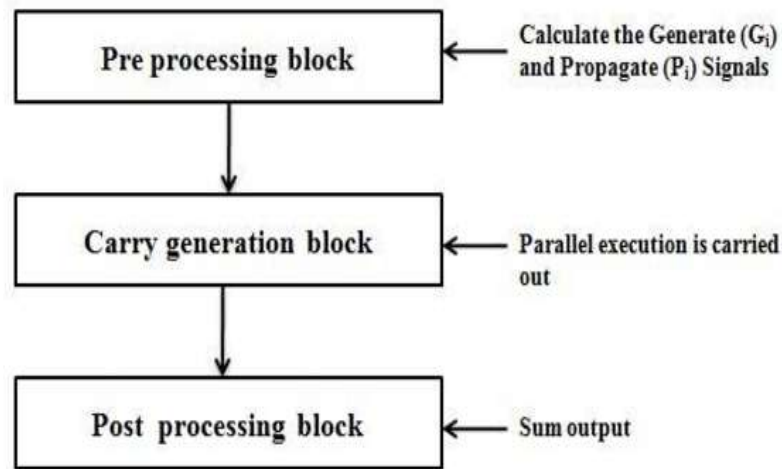 Pre processing block
Calculate the Generate (Gᵢ)
and Propagate (Pᵢ) Signals
Carry generation block
Parallel execution is carried
out
Post processing block
Sum output